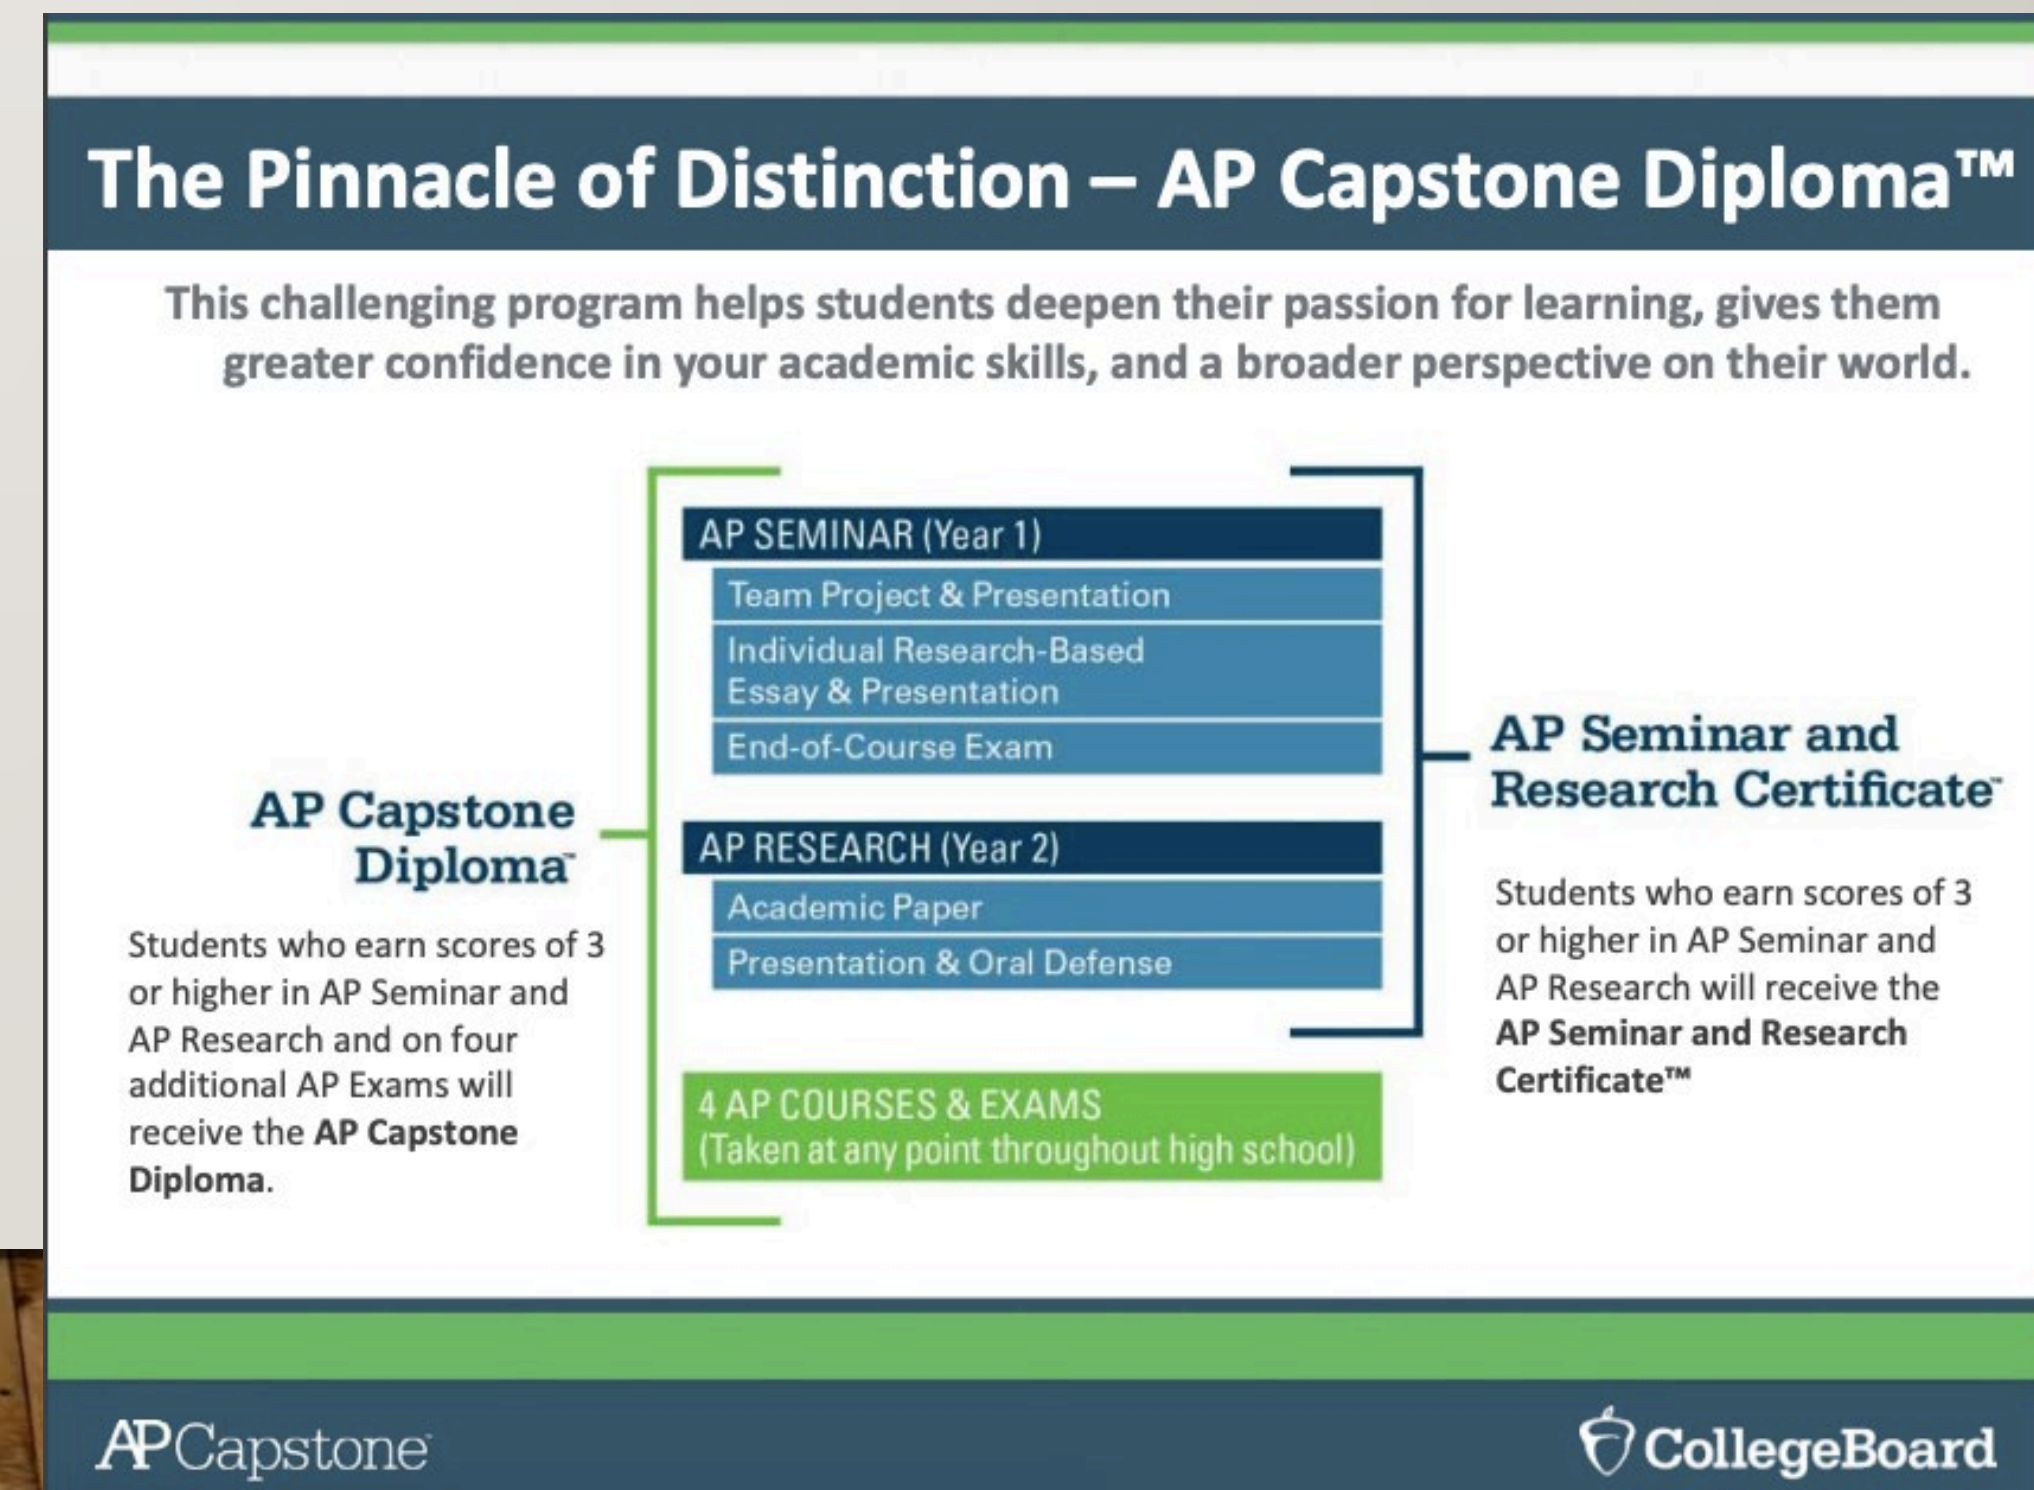 The Pinnacle of Distinction – AP Capstone Diploma™
This challenging program helps students deepen their passion for learning, gives them
greater confidence in your academic skills, and a broader perspective on their world.
AP Capstone
Diploma™
Students who earn scores of 3
or higher in AP Seminar and
AP Research and on four
additional AP Exams will
receive the AP Capstone
Diploma.
AP SEMINAR (Year 1)
Team Project & Presentation
Individual Research-Based
Essay & Presentation
End-of-Course Exam
AP RESEARCH (Year 2)
Academic Paper
Presentation & Oral Defense
4 AP COURSES & EXAMS
(Taken at any point throughout high school)
AP Seminar and
Research Certificate™
Students who earn scores of 3
or higher in AP Seminar and
AP Research will receive the
AP Seminar and Research
Certificate™
APCapstone™
CollegeBoard